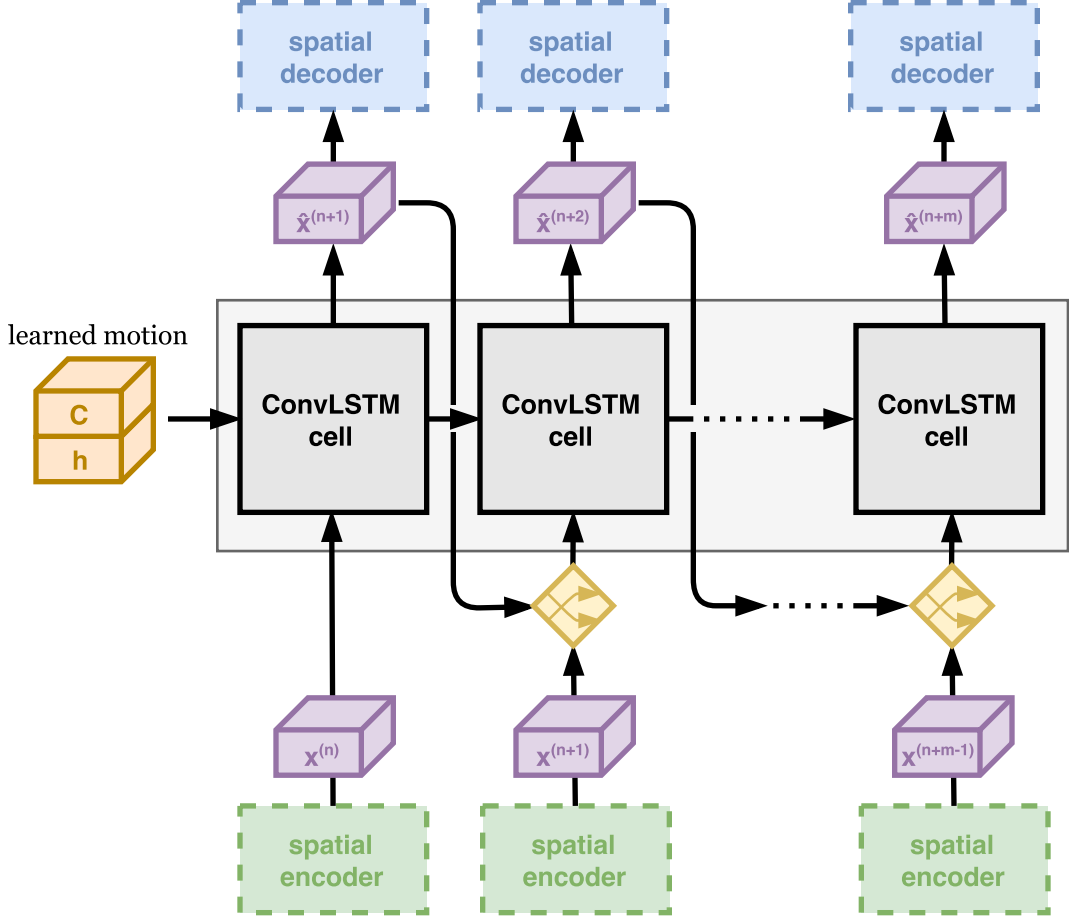 spatial
decoder
spatial
decoder
spatial
decoder
x̂(n+1)
x̂(n+2)
x̂(n+m)
learned motion
C
h
ConvLSTM
cell
ConvLSTM
cell
ConvLSTM
cell
x(n)
x(n+1)
x(n+m-1)
spatial
encoder
spatial
encoder
spatial
encoder